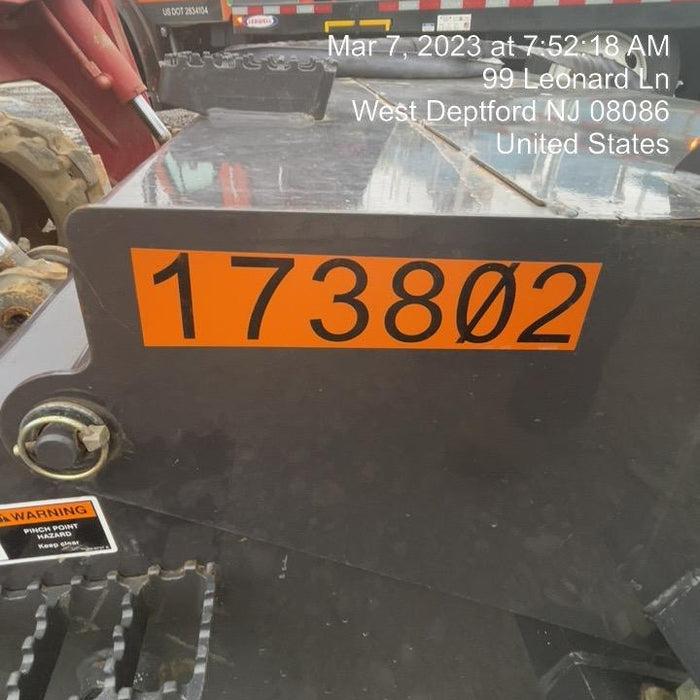 US DOT 2834104
Mar 7, 2023 at 7:52:18 AM
99 Leonard Ln
West Deptford NJ 08086
United States
1738Ø2
WARNING
PINCH POINT
HAZARD
Keep clear